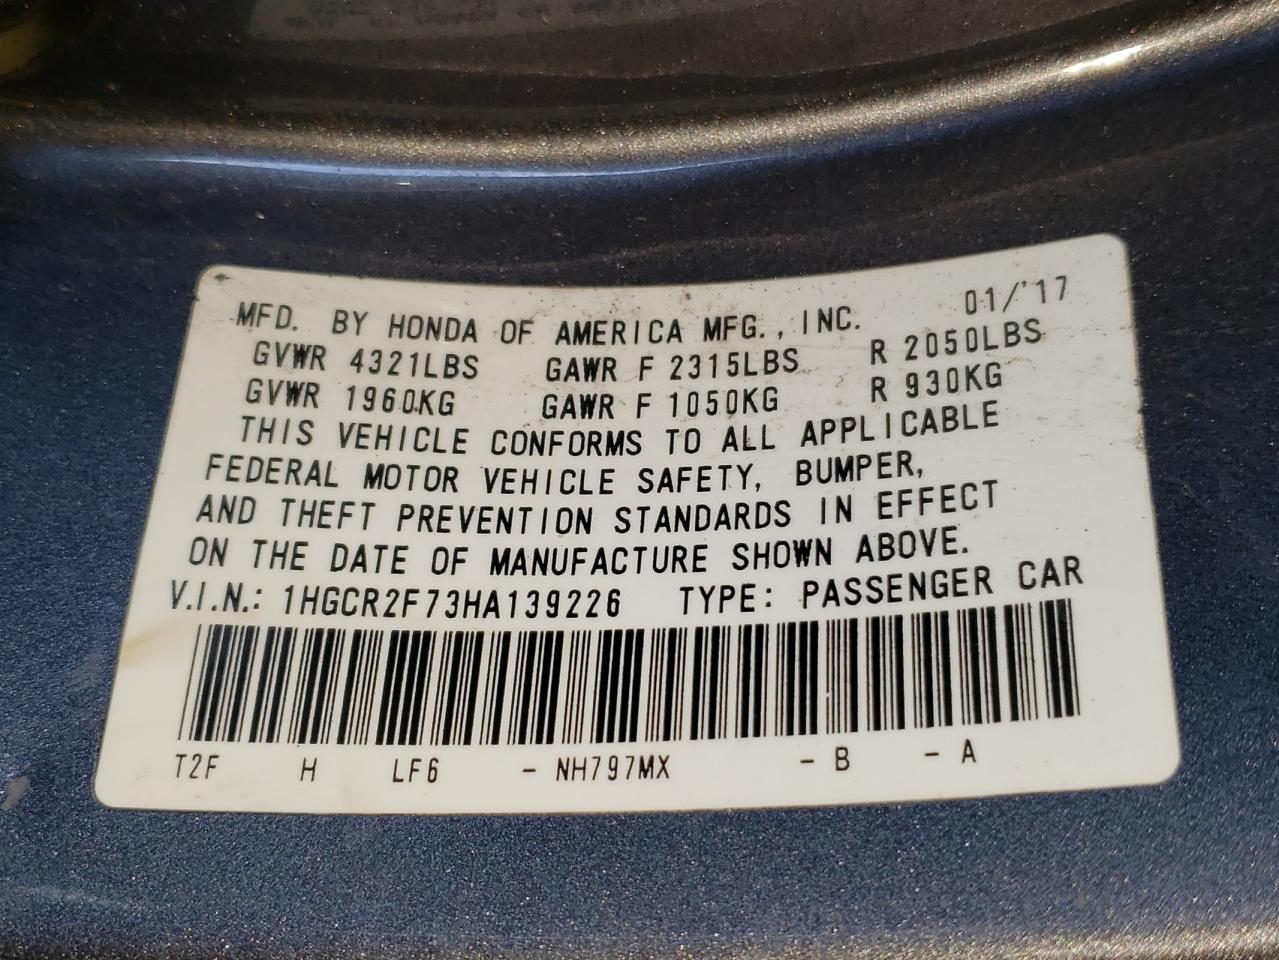 MFD. BY HONDA OF AMERICA MFG., INC. 01/'17
GVWR 4321LBS GAWR F 2315LBS R 2050LBS
GVWR 1960KG GAWR F 1050KG R 930KG
THIS VEHICLE CONFORMS TO ALL APPLICABLE
FEDERAL MOTOR VEHICLE SAFETY, BUMPER,
AND THEFT PREVENTION STANDARDS IN EFFECT
ON THE DATE OF MANUFACTURE SHOWN ABOVE.
V.I.N.: 1HGCR2F73HA139226 TYPE: PASSENGER CAR
T2F H LF6 - NH797MX - B - A